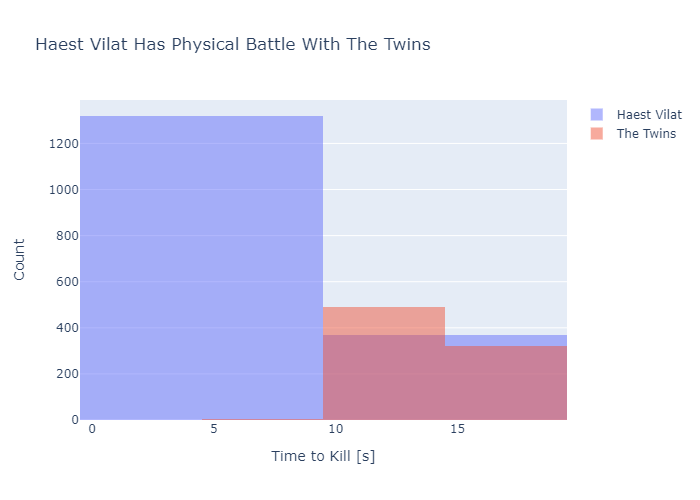 Haest Vilat Has Physical Battle With The Twins
Haest Vilat
The Twins
Count
1200
1000
800
600
400
200
0
0 5 10 15
Time to Kill [s]